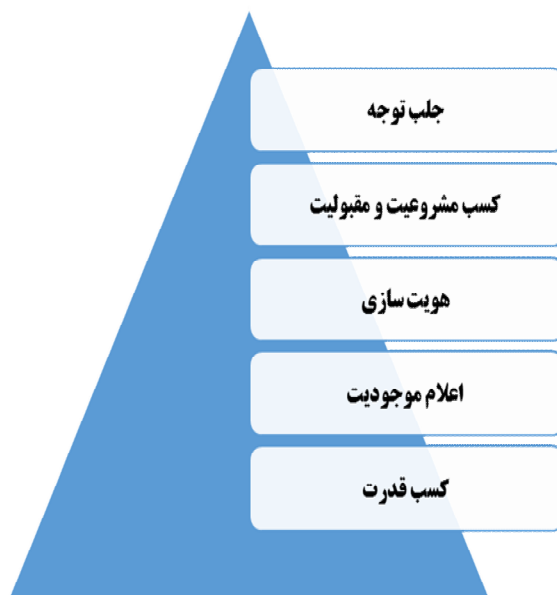 جلب توجه
کسب مشروعیت و مقبولیت
هویت سازی
اعلام موجودیت
کسب قدرت